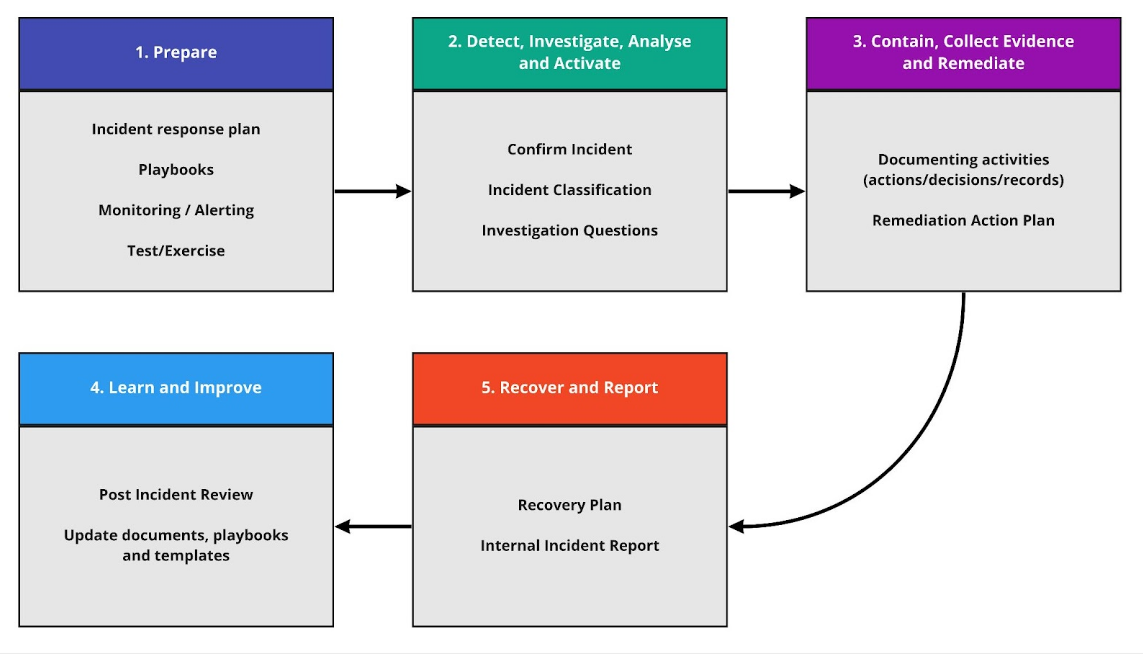 1. Prepare
Incident response plan
Playbooks
Monitoring / Alerting
Test/Exercise
2. Detect, Investigate, Analyse
and Activate
Confirm Incident
Incident Classification
Investigation Questions
3. Contain, Collect Evidence
and Remediate
Documenting activities
(actions/decisions/records)
Remediation Action Plan
4. Learn and Improve
Post Incident Review
Update documents, playbooks
and templates
5. Recover and Report
Recovery Plan
Internal Incident Report